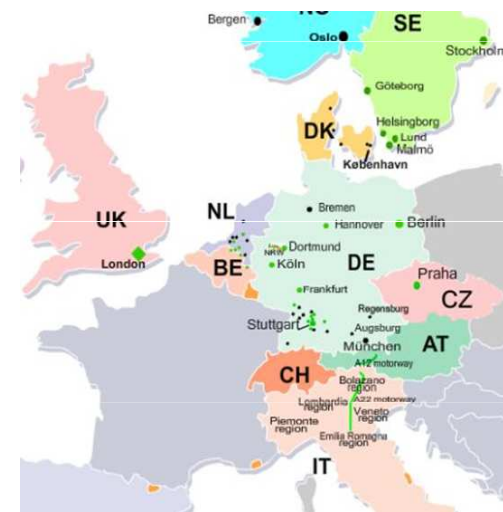 NO
Bergen
Oslo
SE
Stockholm
Göteborg
Helsingborg
Lund
Malmö
DK
København
UK
London
NL
Bremen
Hannover
Berlin
Dortmund
NRW
BE
Köln
DE
Praha
CZ
Frankfurt
Regensburg
Stuttgart
Augsburg
München
AT
A12 motorway
CH
Bolazano
region
Lombardia
region
A22 motorway
Veneto
region
Piemonte
region
Emilia Romagna
region
IT